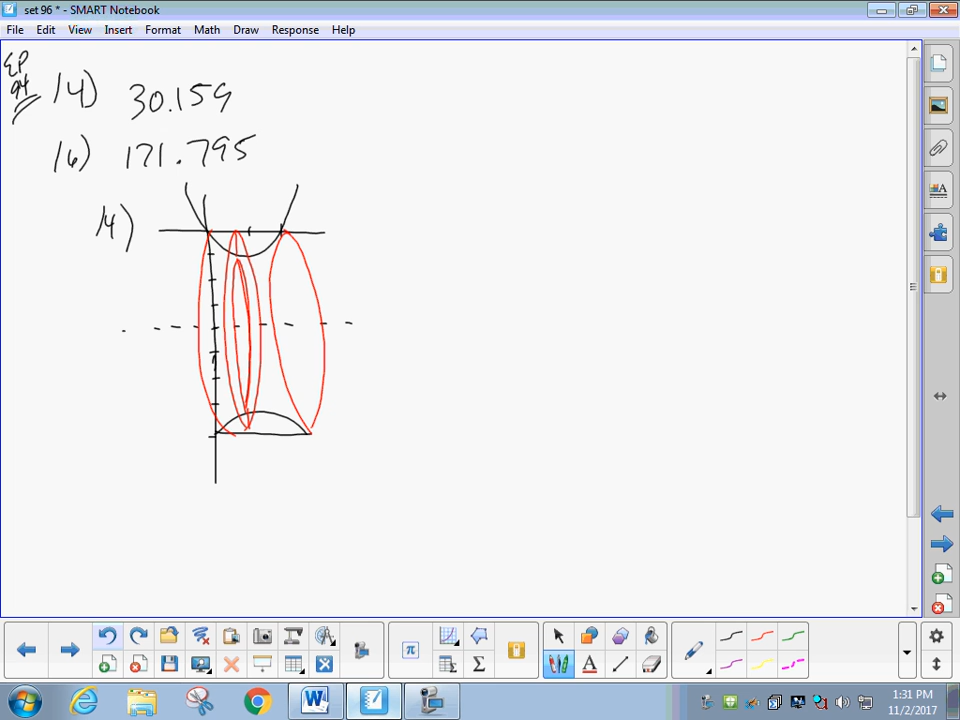 set 96 * - SMART Notebook
File Edit View Insert Format Math Draw Response Help
EP
94
14) 30.159
16) 171.795
14)
1:31 PM
11/2/2017